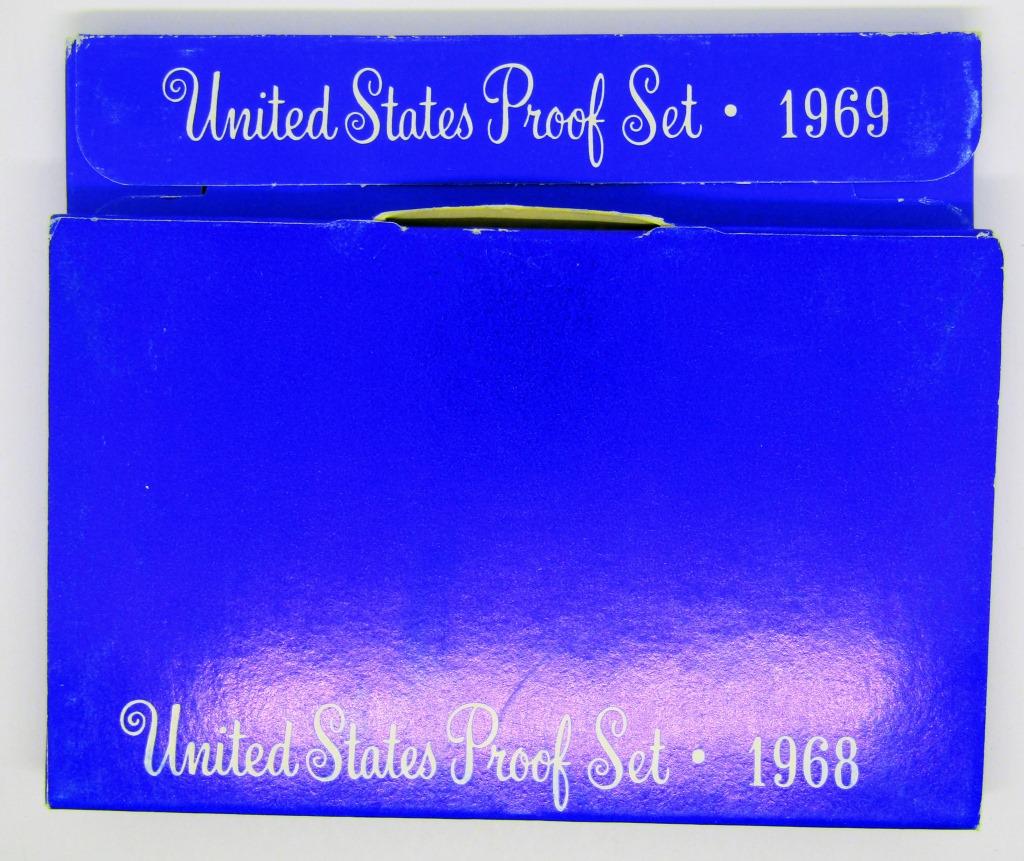 United States Proof Set • 1969
United States Proof Set • 1968